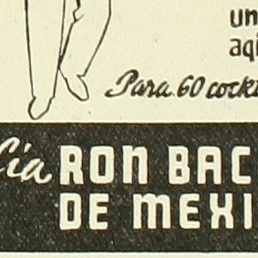 un
aqi
Para 60 cockt
Cia RON BAC
DE MEXI